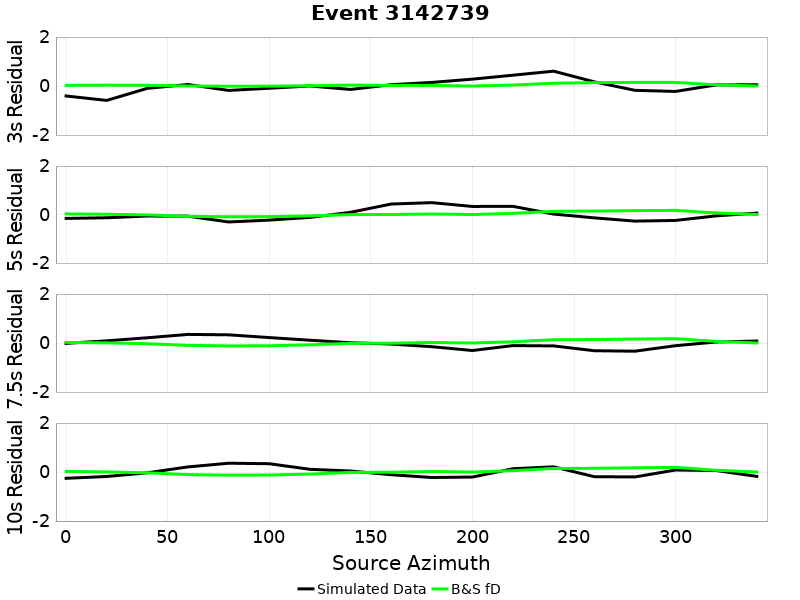 Event 3142739
2
0
-2
3s Residual
2
0
-2
5s Residual
2
0
-2
7.5s Residual
2
0
-2
10s Residual
0 50 100 150 200 250 300
Source Azimuth
Simulated Data B&S fD